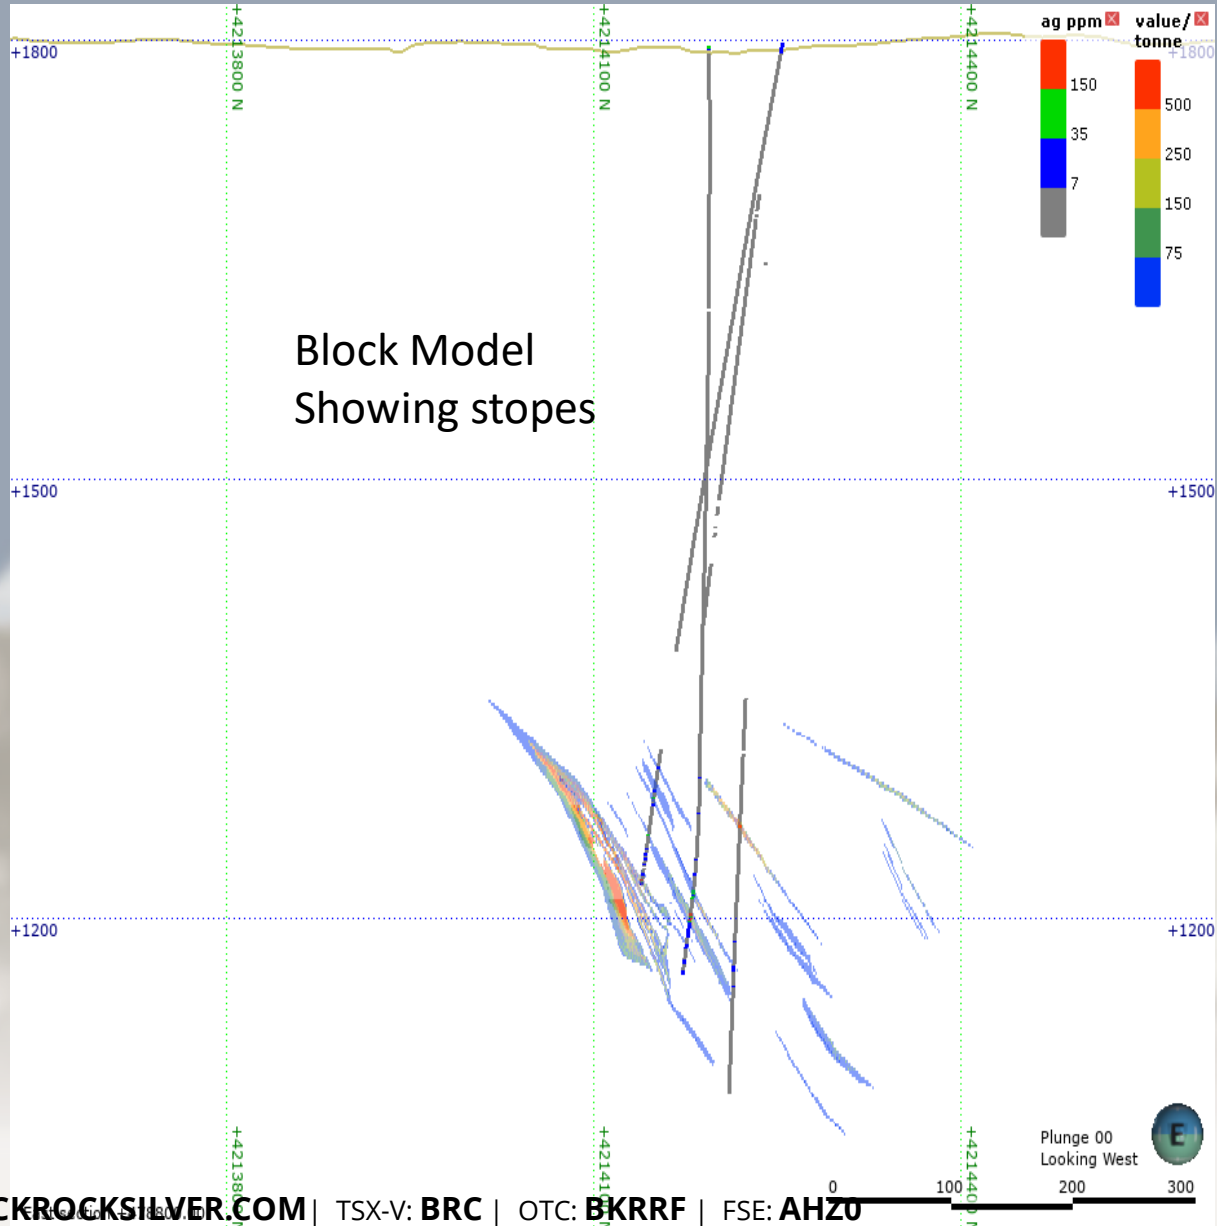 ag ppm
150
35
7
value/
tonne
500
250
150
75
+1800
+1800
+4213800 N
+4214100 N
+4214400 N
Block Model
Showing stopes
+1500
+1500
+1200
+1200
Plunge 00
Looking West
E
+4213800 N
+4214100 N
+4214400 N
0 100 200 300
CKROCKSILVER.COM | TSX-V: BRC | OTC: BKRRF | FSE: AHZ0